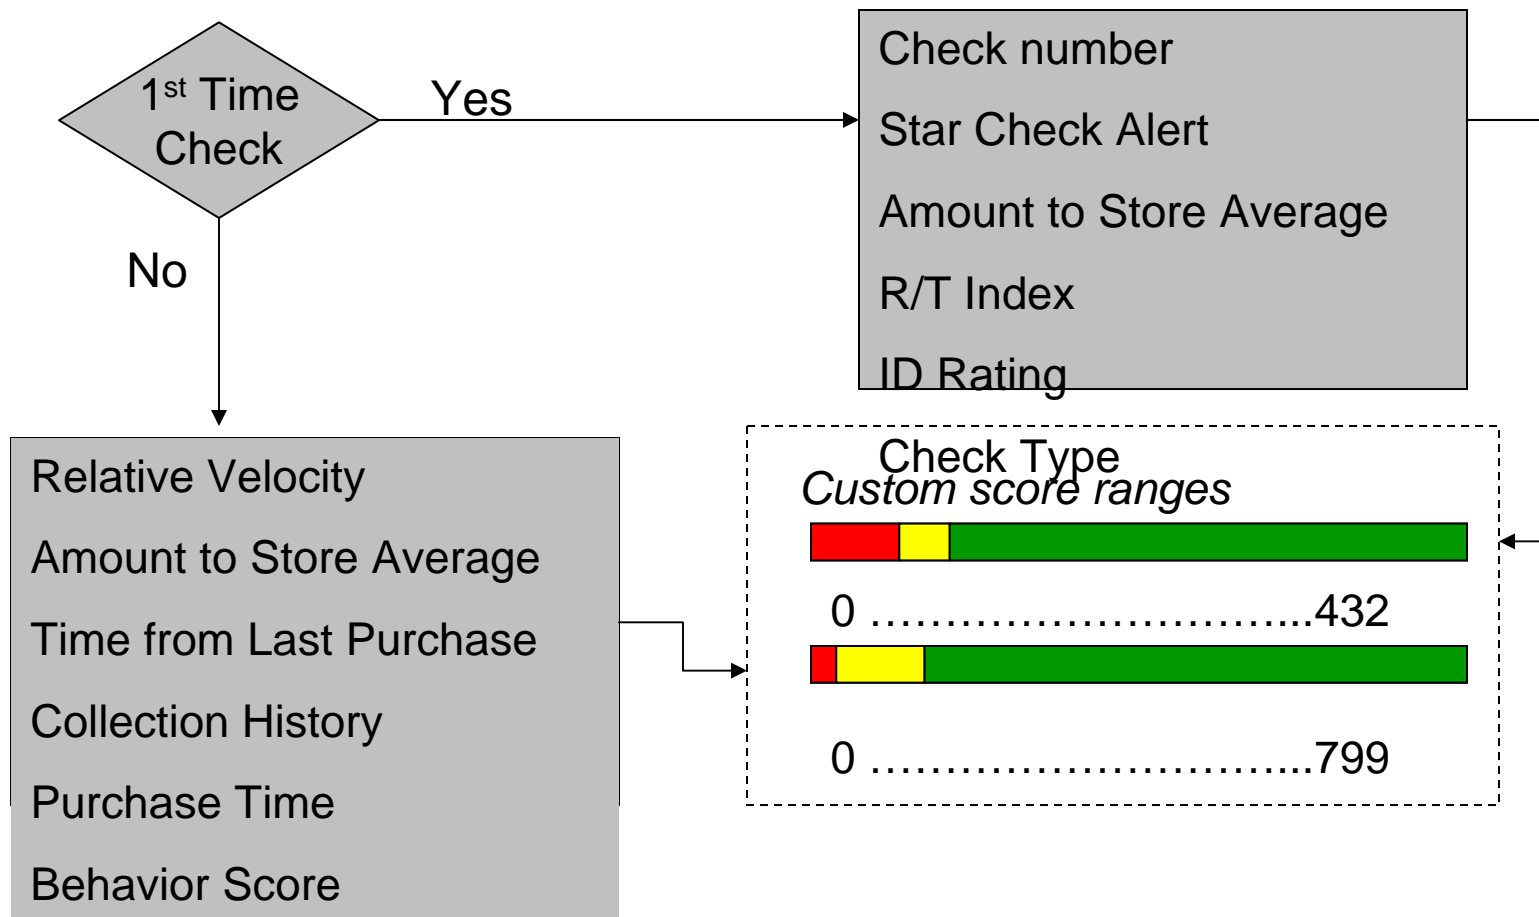 1st Time
Check
Yes
No
Check number
Star Check Alert
Amount to Store Average
R/T Index
ID Rating
Check Type
Relative Velocity
Amount to Store Average
Time from Last Purchase
Collection History
Purchase Time
Behavior Score
Custom score ranges
0 ………………………...432
0 ………………………...799